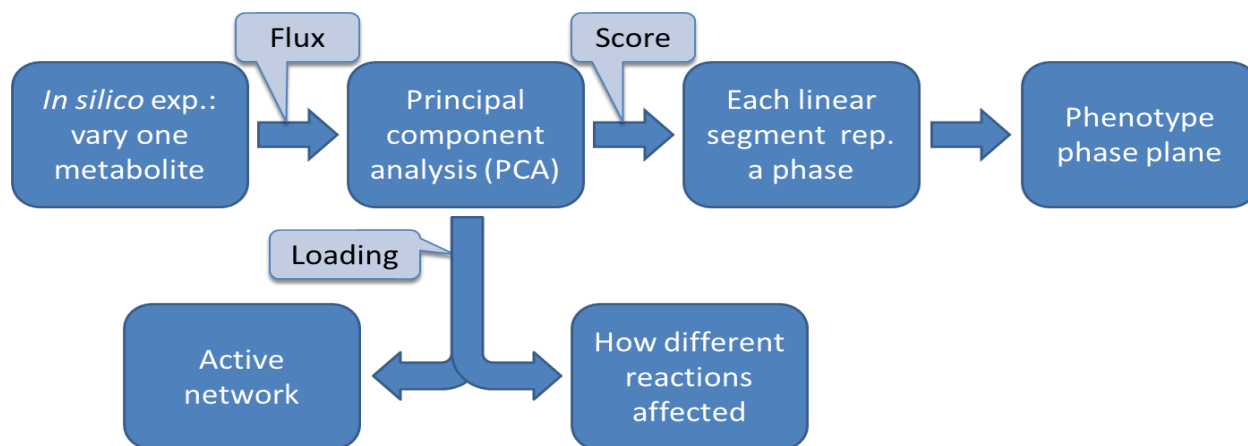 Flux
Score
In silico exp.:
vary one
metabolite
Principal
component
analysis (PCA)
Each linear
segment rep.
a phase
Phenotype
phase plane
Loading
Active
network
How different
reactions
affected